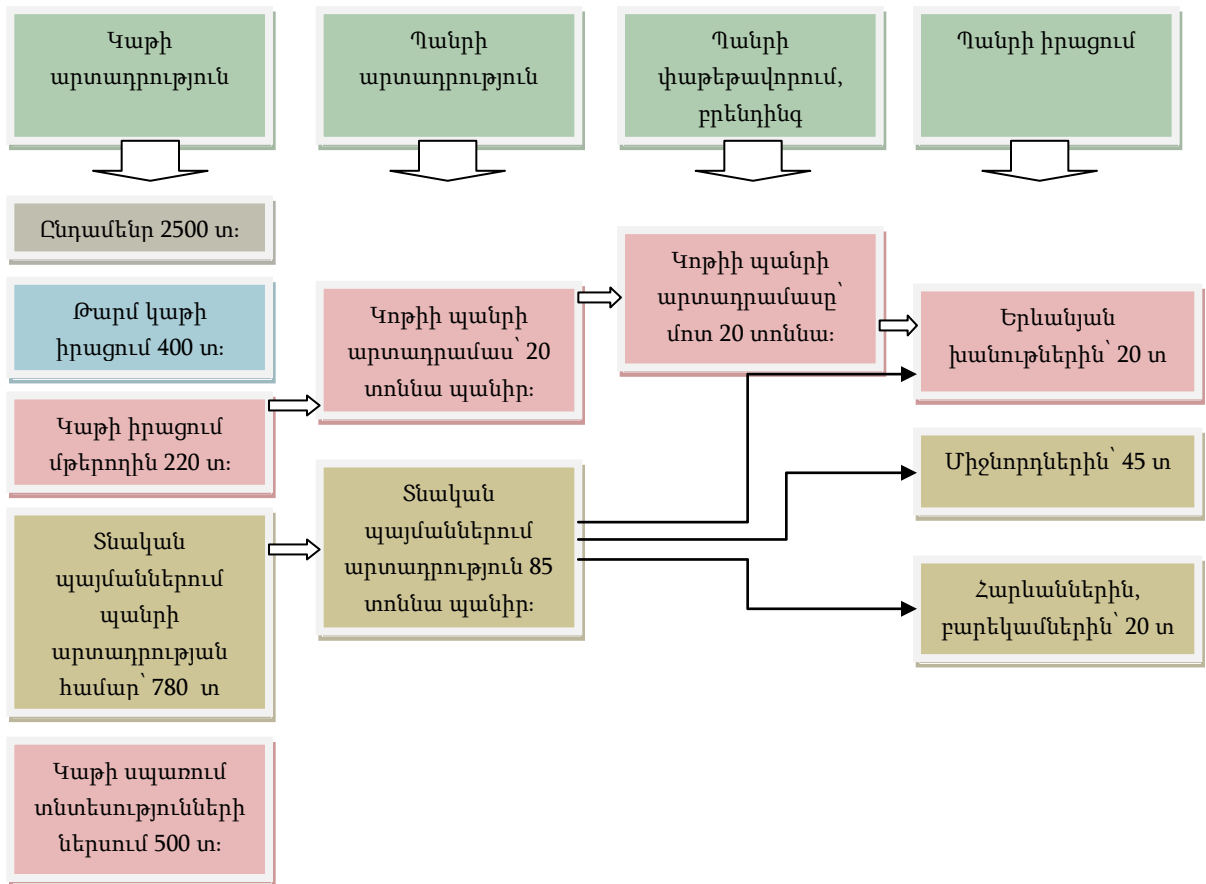 Կաթի
արտադրություն
Պանրի
արտադրություն
Պանրի
փաթեթավորում,
բրենդինգ
Պանրի իրացում
Ընդամենը 2500 տ:
Թարմ կաթի
իրացում 400 տ:
Կաթի իրացում
մթերողին 220 տ:
Տնական
պայմաններում
պանրի
արտադրության
համար՝ 780 տ
Կաթի սպառում
տնտեսությունների
ներսում 500 տ:
Կոթիի պանրի
արտադրամաս՝ 20
տոննա պանիր:
Տնական
պայմաններում
արտադրություն 85
տոննա պանիր:
Կոթիի պանրի
արտադրամասը՝
մոտ 20 տոննա:
Երևանյան
խանութներին՝ 20 տ
Միջնորդներին՝ 45 տ
Հարևաններին,
բարեկամներին՝ 20 տ